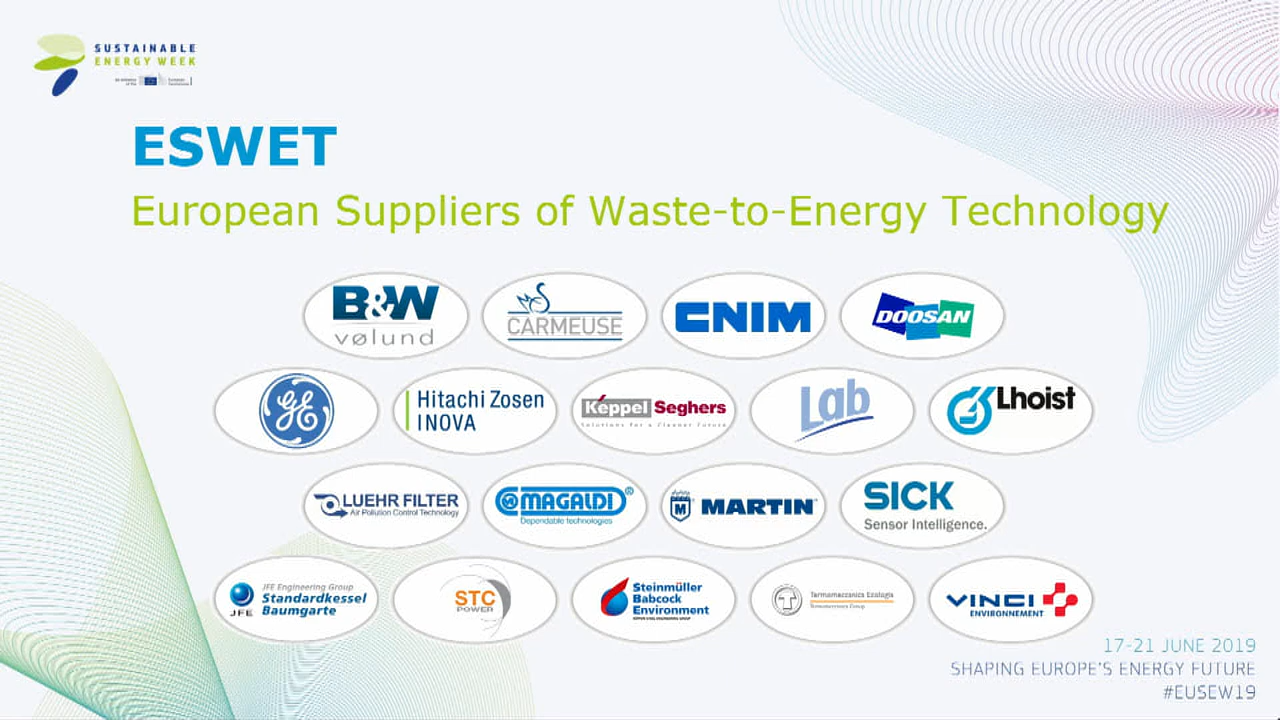 SUSTAINABLE
ENERGY WEEK
ESWET
European Suppliers of Waste-to-Energy Technology
B&W
vølund
CARMEUSE
CNIM
DOOSAN
GE
Hitachi Zosen
INOVA
Keppel Seghers
Solutions for a Cleaner Future
Lab
Lhoist
LUEHR FILTER
Air Pollution Control Technology
MAGALDI®
Dependable technologies
MARTIN
SICK
Sensor Intelligence.
JFE
JFE Engineering Group
Standardkessel
Baumgarte
STC
POWER
Steinmüller
Babcock
Environment
Termomeccanica Ecologia
Termomeccanica Group
VINCI
ENVIRONNEMENT
17-21 JUNE 2019
SHAPING EUROPE'S ENERGY FUTURE
#EUSEW19